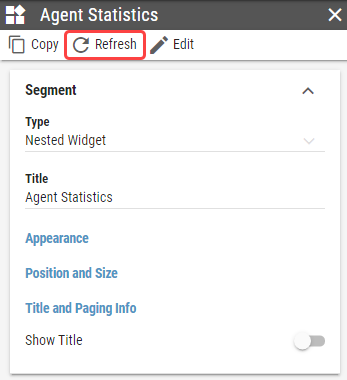 Agent Statistics
Copy Refresh Edit
Segment
Type
Nested Widget
Title
Agent Statistics
Appearance
Position and Size
Title and Paging Info
Show Title